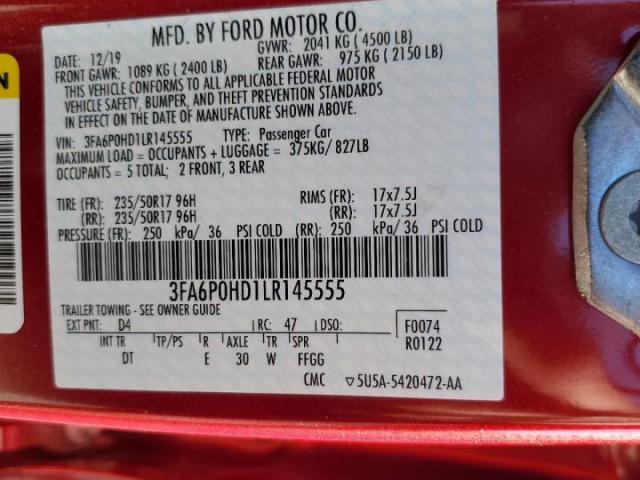 MFD. BY FORD MOTOR CO.
DATE: 12/19 GVWR: 2041 KG (4500 LB)
FRONT GAWR: 1089 KG (2400 LB) REAR GAWR: 975 KG (2150 LB)
THIS VEHICLE CONFORMS TO ALL APPLICABLE FEDERAL MOTOR
VEHICLE SAFETY, BUMPER, AND THEFT PREVENTION STANDARDS
IN EFFECT ON THE DATE OF MANUFACTURE SHOWN ABOVE.
VIN: 3FA6P0HD1LR145555 TYPE: Passenger Car
MAXIMUM LOAD = OCCUPANTS + LUGGAGE = 375KG/ 827LB
OCCUPANTS = 5 TOTAL; 2 FRONT, 3 REAR
TIRE (FR): 235/50R17 96H RIMS (FR): 17x7.5J
(RR): 235/50R17 96H (RR): 17x7.5J
PRESSURE (FR): 250 kPa/ 36 PSI COLD (RR): 250 kPa/ 36 PSI COLD
3FA6P0HD1LR145555
TRAILER TOWING - SEE OWNER GUIDE
EXT PNT: D4 RC: 47 DSO: F0074
INT TR TP/PS R AXLE TR SPR R0122
DT E 30 W FFGG
CMC ▽5U5A-5420472-AA